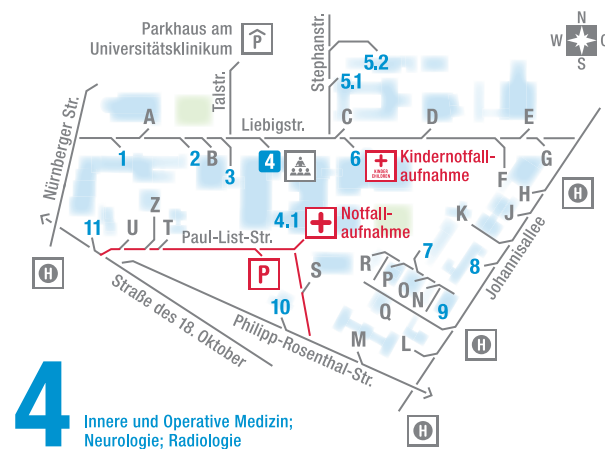 Parkhaus am
Universitätsklinikum
P
Stephanstr.
5.2
5.1
N
W
O
S
Talstr.
Nürnberger Str.
A
Liebigstr.
C
D
E
1
2
B
3
4
6
KINDER
CHILDREN
Kindernotfall-
aufnahme
F
G
H
H
J
K
Johannisallee
11
U
Z
T
Paul-List-Str.
4.1
Notfall-
aufnahme
7
8
H
P
S
R
P
O
N
9
Q
10
Straße des 18. Oktober
Philipp-Rosenthal-Str.
M
L
H
H
4
Innere und Operative Medizin;
Neurologie; Radiologie